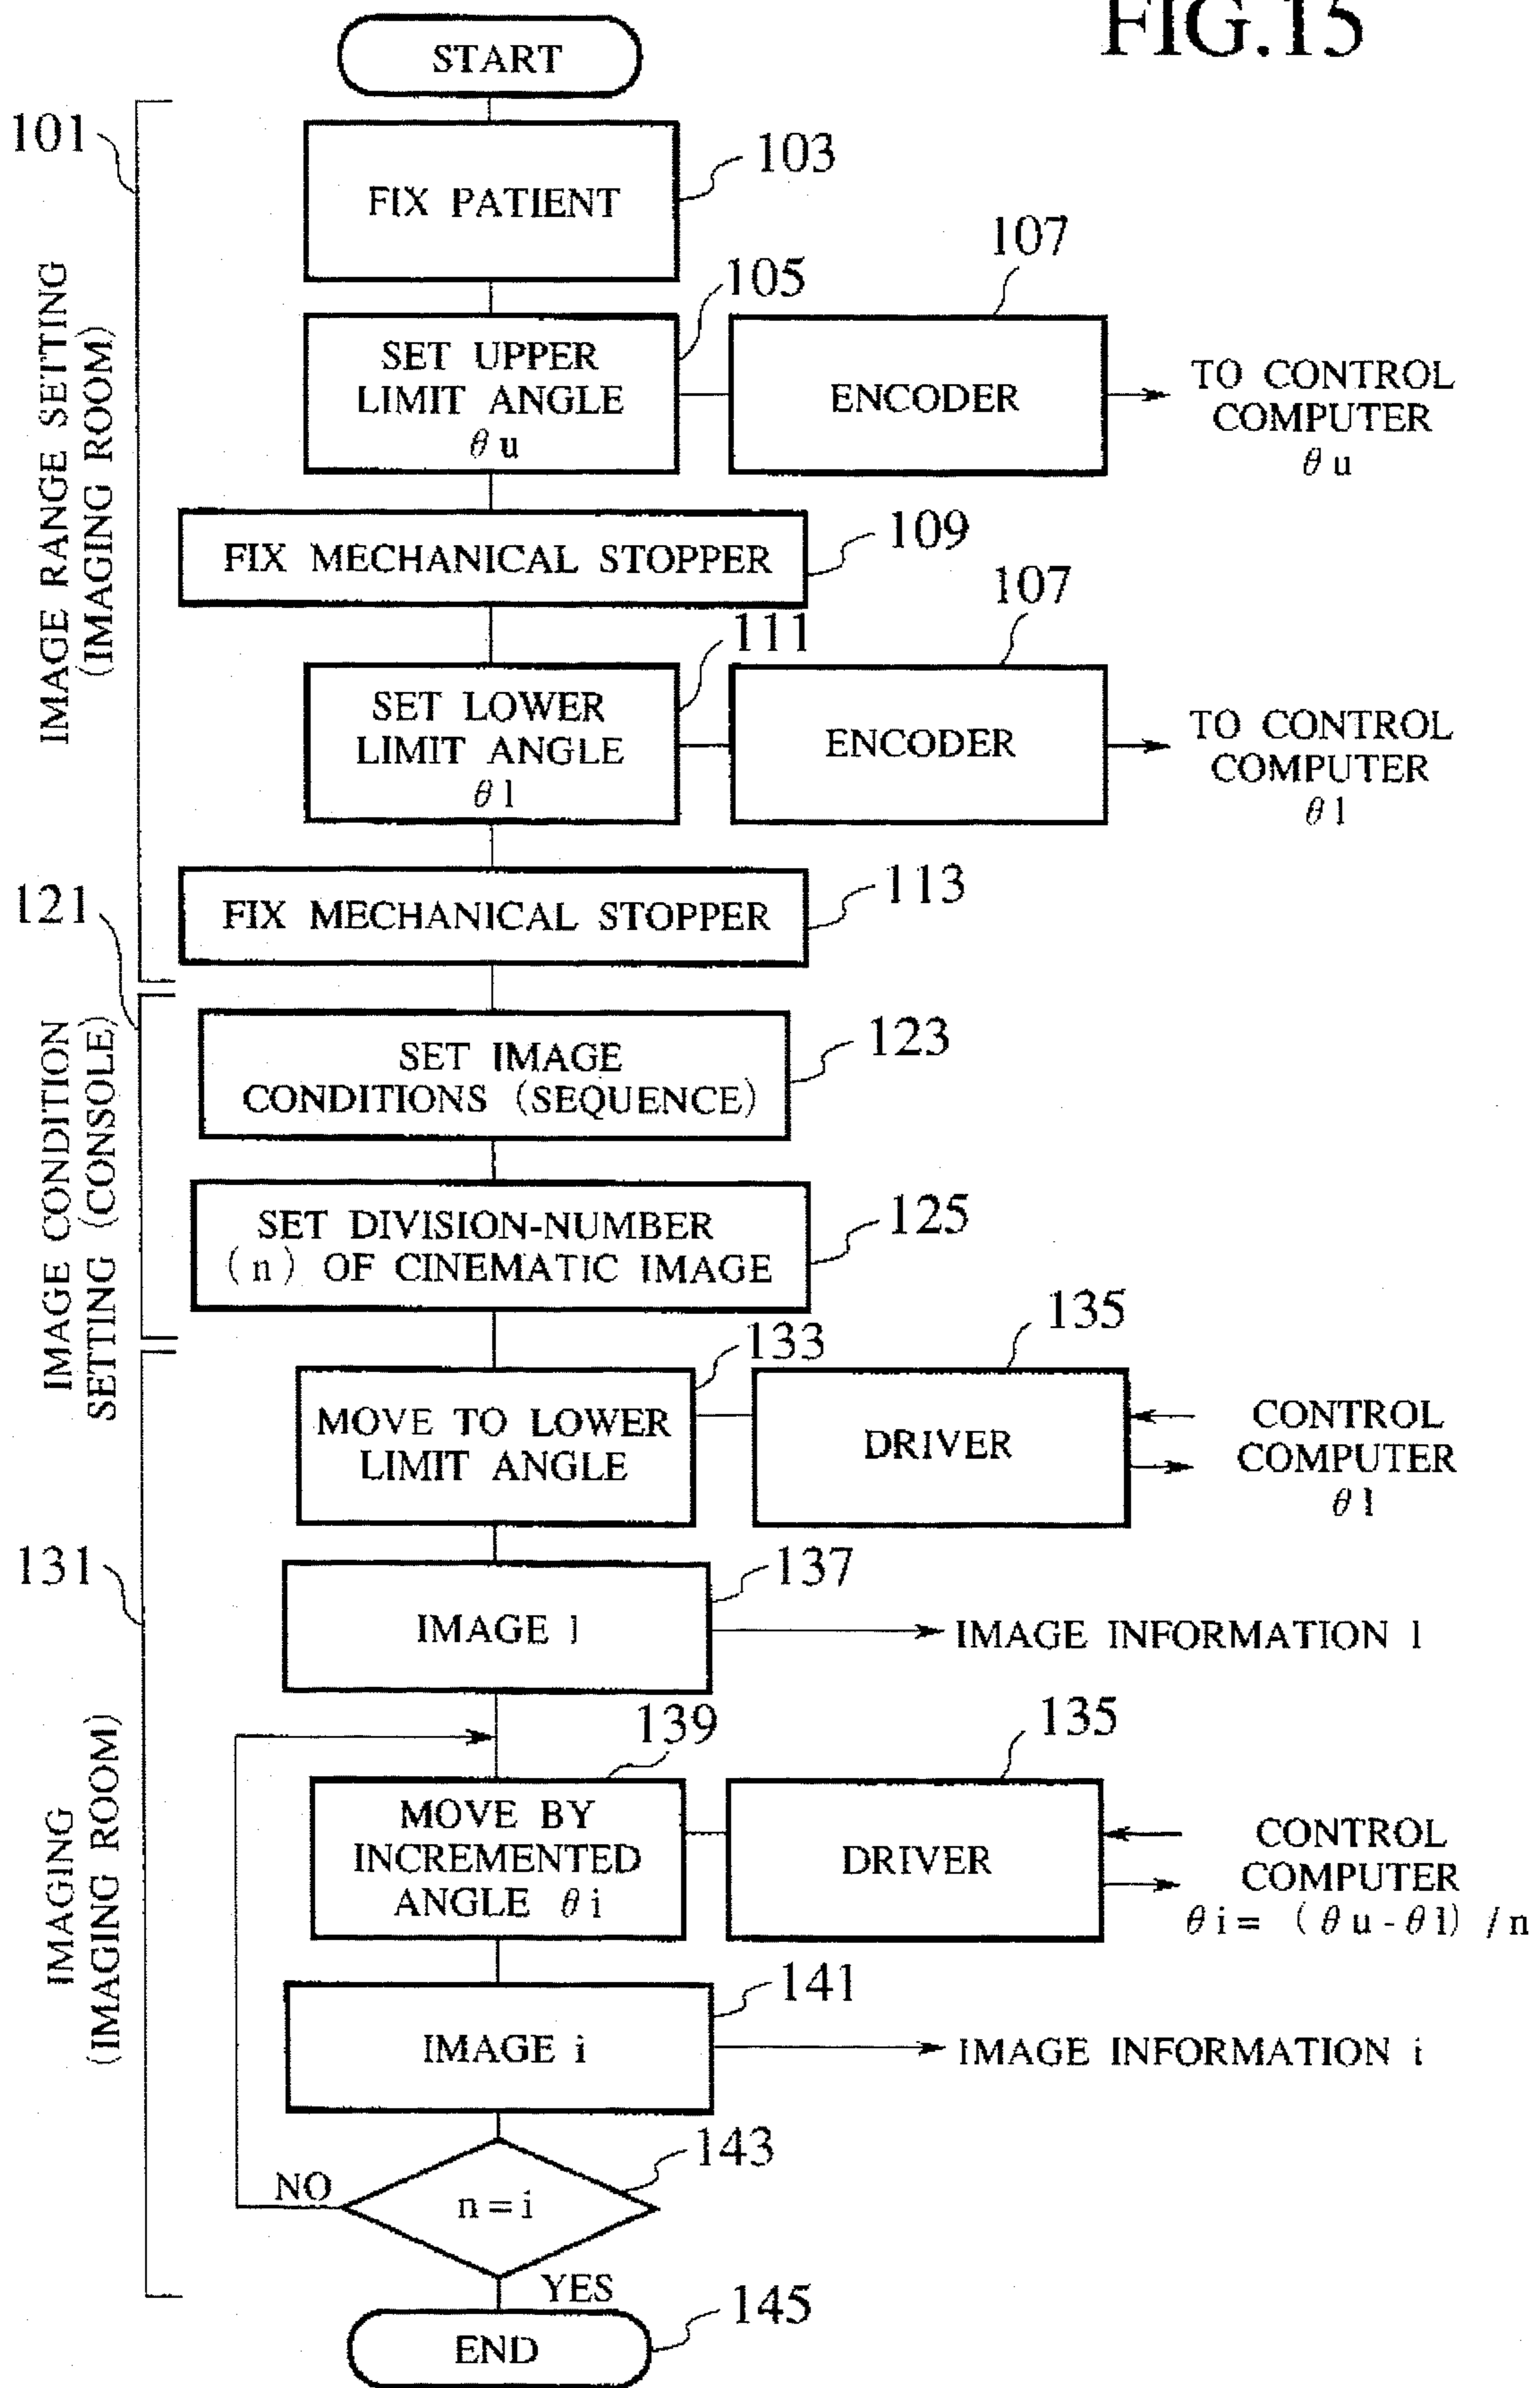 FIG.15
START
101
103
FIX PATIENT
IMAGE RANGE SETTING
(IMAGING ROOM)
105
107
SET UPPER
LIMIT ANGLE
θu
ENCODER
TO CONTROL
COMPUTER
θu
109
FIX MECHANICAL STOPPER
111
107
SET LOWER
LIMIT ANGLE
θl
ENCODER
TO CONTROL
COMPUTER
θl
113
FIX MECHANICAL STOPPER
121
IMAGE CONDITION
SETTING (CONSOLE)
123
SET IMAGE
CONDITIONS (SEQUENCE)
125
SET DIVISION-NUMBER
(n) OF CINEMATIC IMAGE
131
IMAGING
(IMAGING ROOM)
133
135
MOVE TO LOWER
LIMIT ANGLE
DRIVER
CONTROL
COMPUTER
θl
137
IMAGE l
IMAGE INFORMATION l
139
135
MOVE BY
INCREMENTED
ANGLE θi
DRIVER
CONTROL
COMPUTER
θi= (θu-θl) /n
141
IMAGE i
IMAGE INFORMATION i
143
n=i
NO
YES
145
END